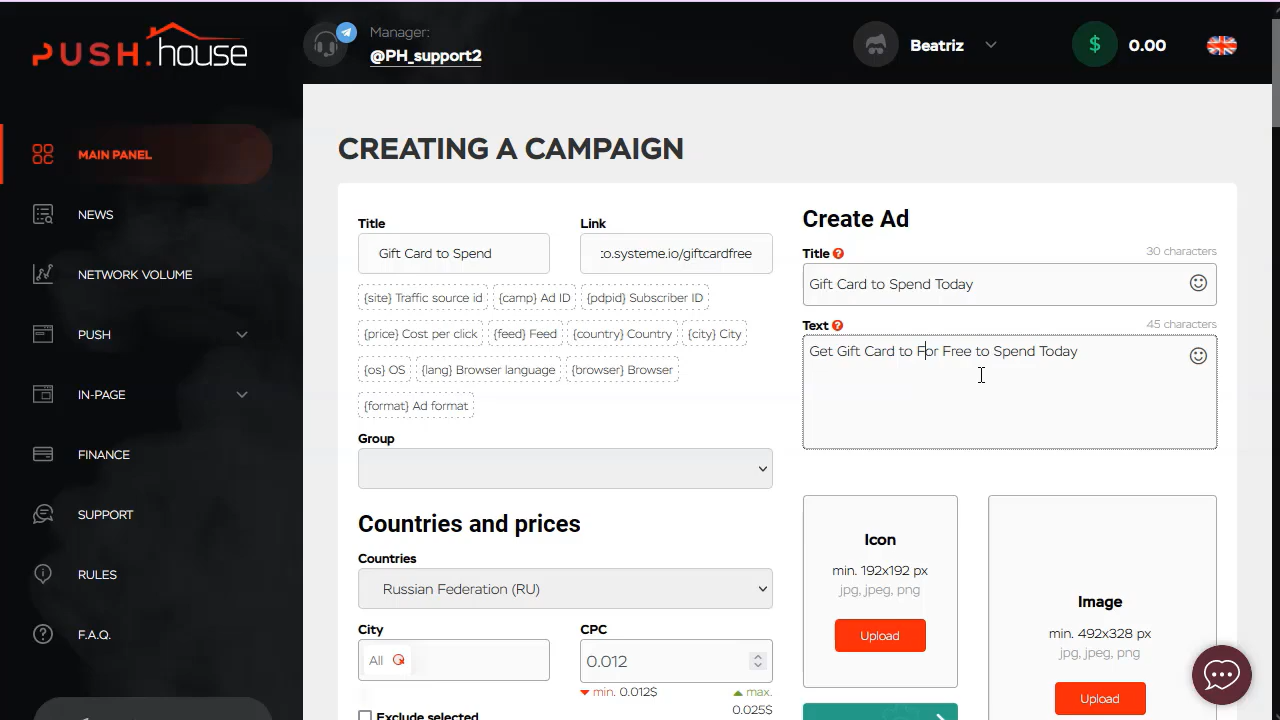 PUSH.house
Manager:
@PH_support2
Beatriz
$
0.00
MAIN PANEL
NEWS
NETWORK VOLUME
PUSH
IN-PAGE
FINANCE
SUPPORT
RULES
F.A.Q.
CREATING A CAMPAIGN
Title
Link
Gift Card to Spend
:o.systeme.io/giftcardfree
{site} Traffic source id
{camp} Ad ID
{pdpid} Subscriber ID
{price} Cost per click
{feed} Feed
{country} Country
{city} City
{os} OS
{lang} Browser language
{browser} Browser
{format} Ad format
Group
Countries and prices
Countries
Russian Federation (RU)
City
CPC
All
0.012
min. 0.012$
max.
0.025$
Exclude selected
Create Ad
Title ?
30 characters
Gift Card to Spend Today
Text ?
45 characters
Get Gift Card to For Free to Spend Today
Icon
min. 192x192 px
jpg, jpeg, png
Upload
Image
min. 492x328 px
jpg, jpeg, png
Upload